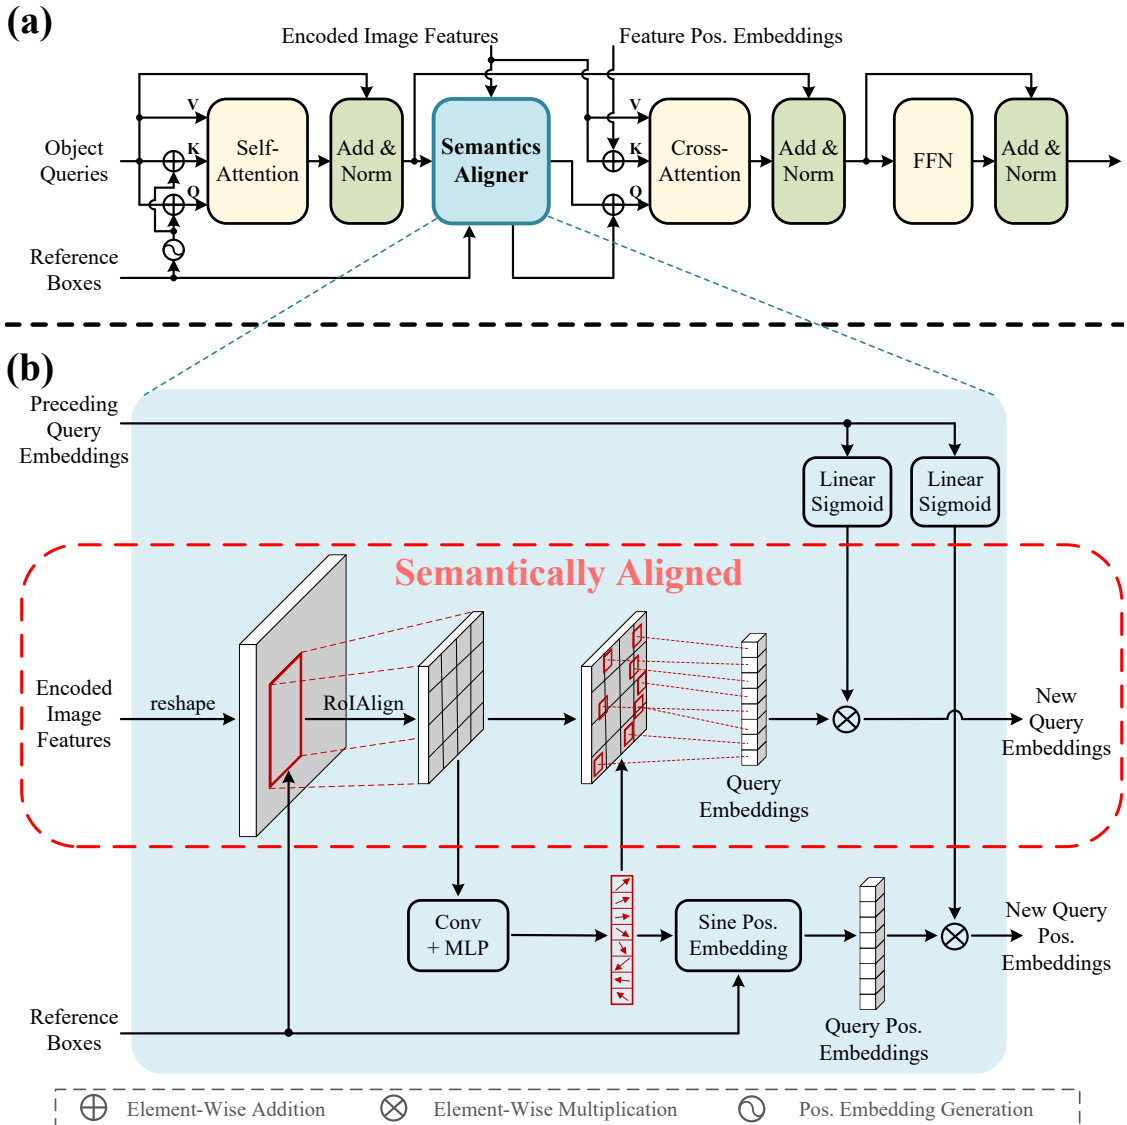 (a)
Encoded Image Features
Feature Pos. Embeddings
Object
Queries
V
K
Q
Self-
Attention
Add &
Norm
Semantics
Aligner
V
K
Q
Cross-
Attention
Add &
Norm
FFN
Add &
Norm
Reference
Boxes
(b)
Preceding
Query
Embeddings
Linear
Sigmoid
Linear
Sigmoid
Semantically Aligned
Encoded
Image
Features
reshape
RoIAlign
Query
Embeddings
New
Query
Embeddings
Conv
+ MLP
Sine Pos.
Embedding
Query Pos.
Embeddings
New Query
Pos.
Embeddings
Reference
Boxes
Element-Wise Addition
Element-Wise Multiplication
Pos. Embedding Generation